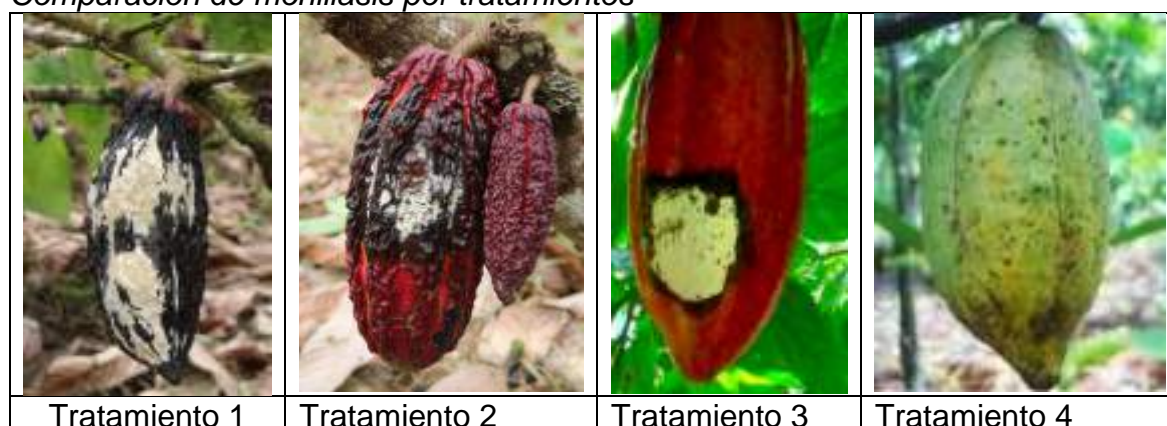 Comparación de moniliasis por tratamientos
Tratamiento 1
Tratamiento 2
Tratamiento 3
Tratamiento 4